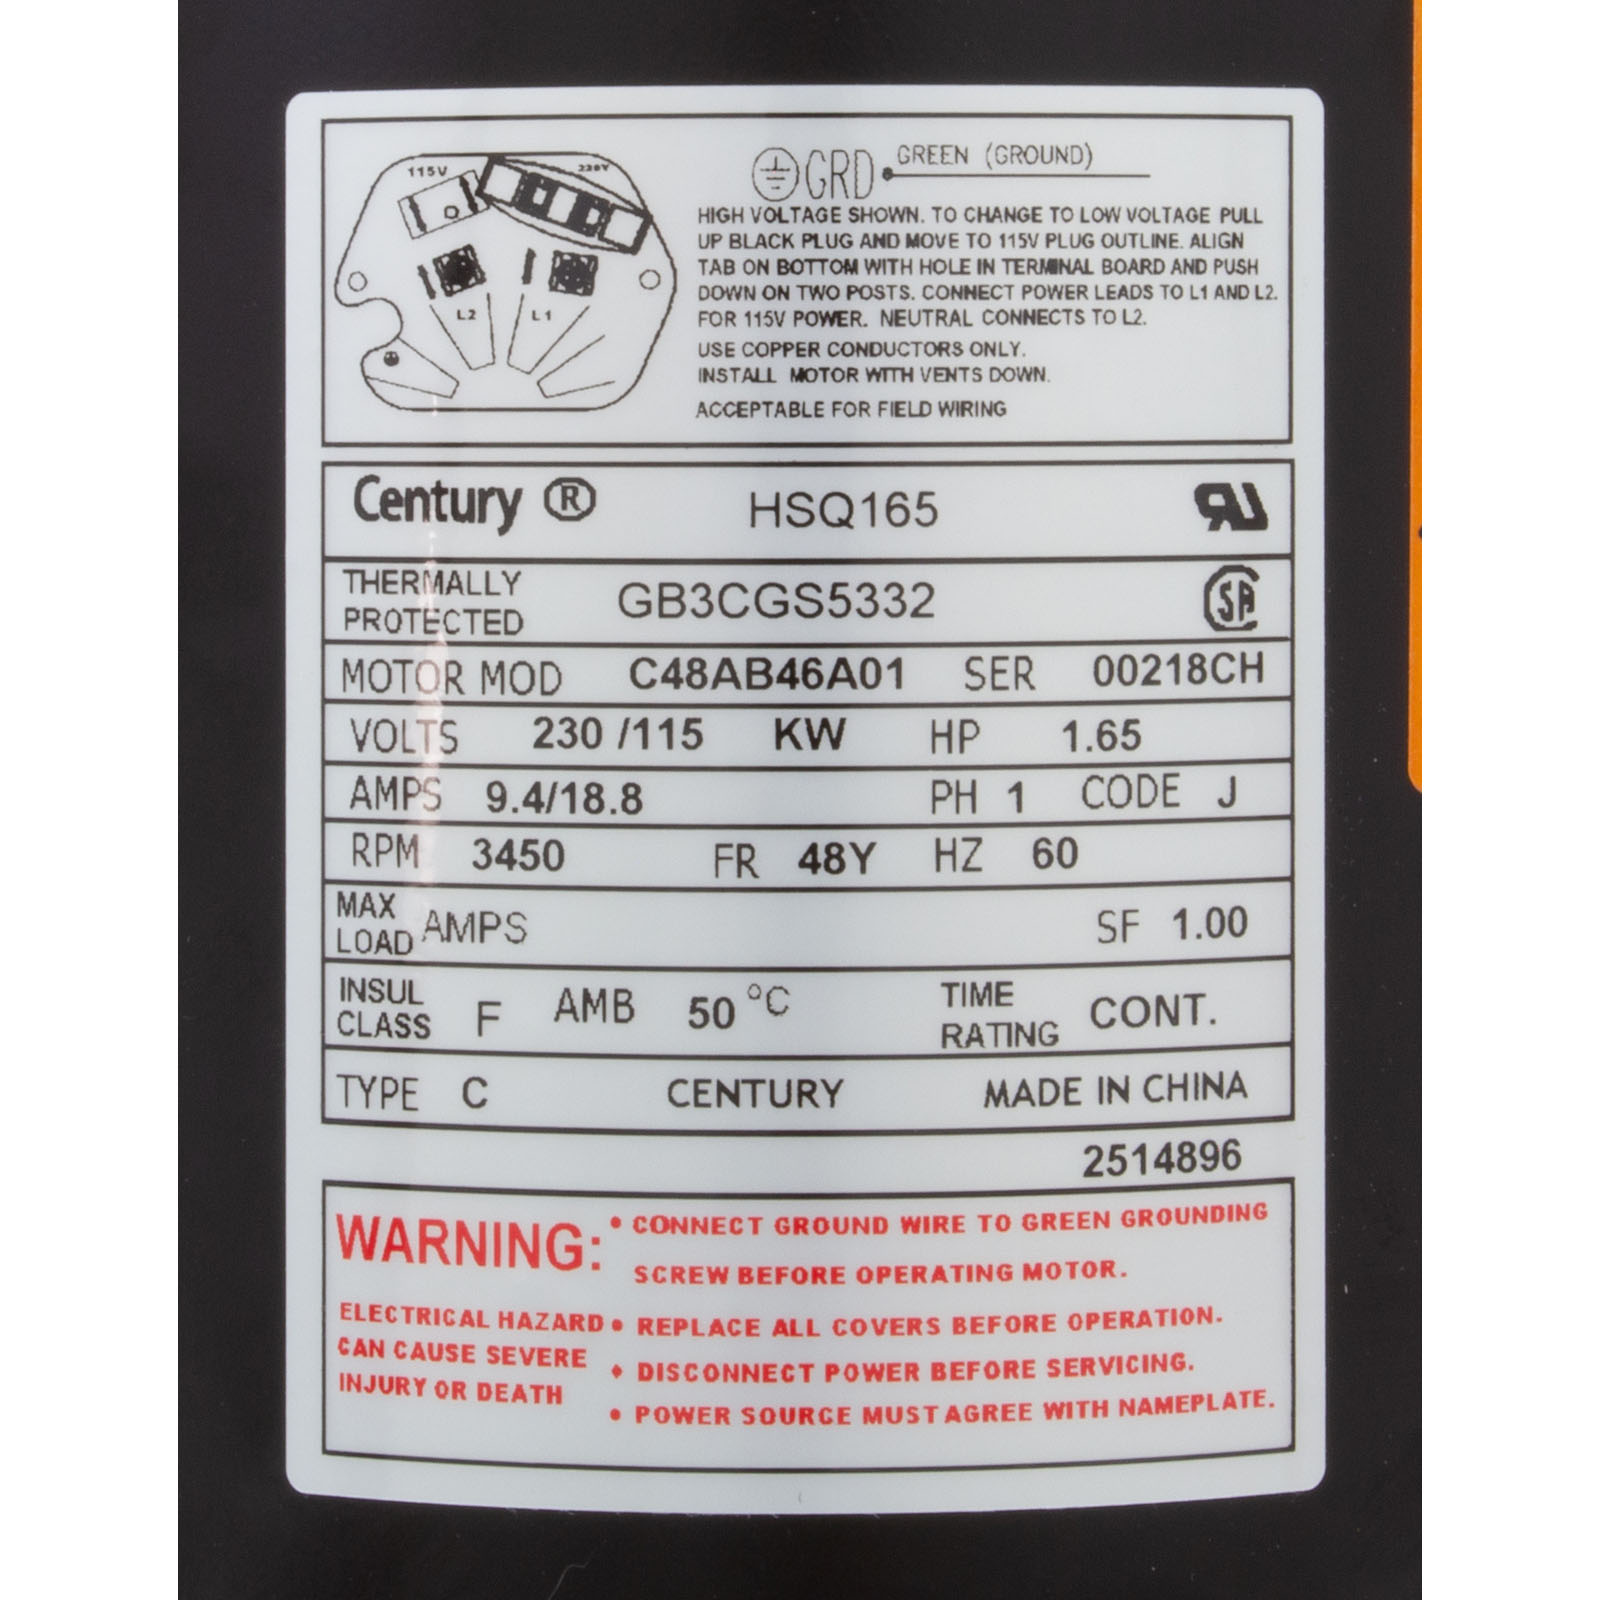 115V 230V
L2 L1
GRD GREEN (GROUND)
HIGH VOLTAGE SHOWN. TO CHANGE TO LOW VOLTAGE PULL
UP BLACK PLUG AND MOVE TO 115V PLUG OUTLINE. ALIGN
TAB ON BOTTOM WITH HOLE IN TERMINAL BOARD AND PUSH
DOWN ON TWO POSTS. CONNECT POWER LEADS TO L1 AND L2.
FOR 115V POWER. NEUTRAL CONNECTS TO L2.
USE COPPER CONDUCTORS ONLY.
INSTALL MOTOR WITH VENTS DOWN.
ACCEPTABLE FOR FIELD WIRING
Century ® HSQ165 RU
THERMALLY
PROTECTED GB3CGS5332 SA
MOTOR MOD C48AB46A01 SER 00218CH
VOLTS 230 /115 KW HP 1.65
AMPS 9.4/18.8 PH 1 CODE J
RPM 3450 FR 48Y HZ 60
MAX
LOAD AMPS SF 1.00
INSUL
CLASS F AMB 50 °C TIME
RATING CONT.
TYPE C CENTURY MADE IN CHINA
2514896
WARNING:
ELECTRICAL HAZARD
CAN CAUSE SEVERE
INJURY OR DEATH
• CONNECT GROUND WIRE TO GREEN GROUNDING
SCREW BEFORE OPERATING MOTOR.
• REPLACE ALL COVERS BEFORE OPERATION.
• DISCONNECT POWER BEFORE SERVICING.
• POWER SOURCE MUST AGREE WITH NAMEPLATE.